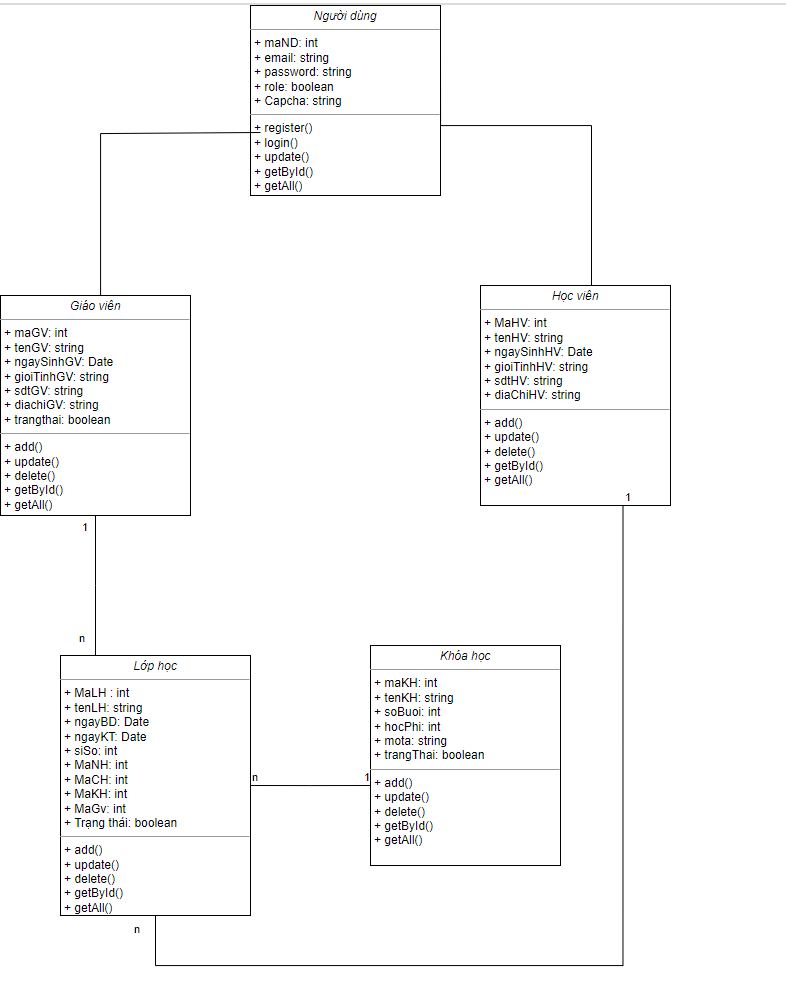 Người dùng
+ maND: int
+ email: string
+ password: string
+ role: boolean
+ Capcha: string
+ register()
+ login()
+ update()
+ getById()
+ getAll()
Giáo viên
+ maGV: int
+ tenGV: string
+ ngaySinhGV: Date
+ gioiTinhGV: string
+ sdtGV: string
+ diachiGV: string
+ trangthai: boolean
+ add()
+ update()
+ delete()
+ getById()
+ getAll()
1
n
Học viên
+ MaHV: int
+ tenHV: string
+ ngaySinhHV: Date
+ gioiTinhHV: string
+ sdtHV: string
+ diaChiHV: string
+ add()
+ update()
+ delete()
+ getById()
+ getAll()
1
Lớp học
+ MaLH : int
+ tenLH: string
+ ngayBD: Date
+ ngayKT: Date
+ siSo: int
+ MaNH: int
+ MaCH: int
+ MaKH: int
+ MaGv: int
+ Trạng thái: boolean
+ add()
+ update()
+ delete()
+ getById()
+ getAll()
n
n
1
Khóa học
+ maKH: int
+ tenKH: string
+ soBuoi: int
+ hocPhi: int
+ mota: string
+ trangThai: boolean
+ add()
+ update()
+ delete()
+ getById()
+ getAll()